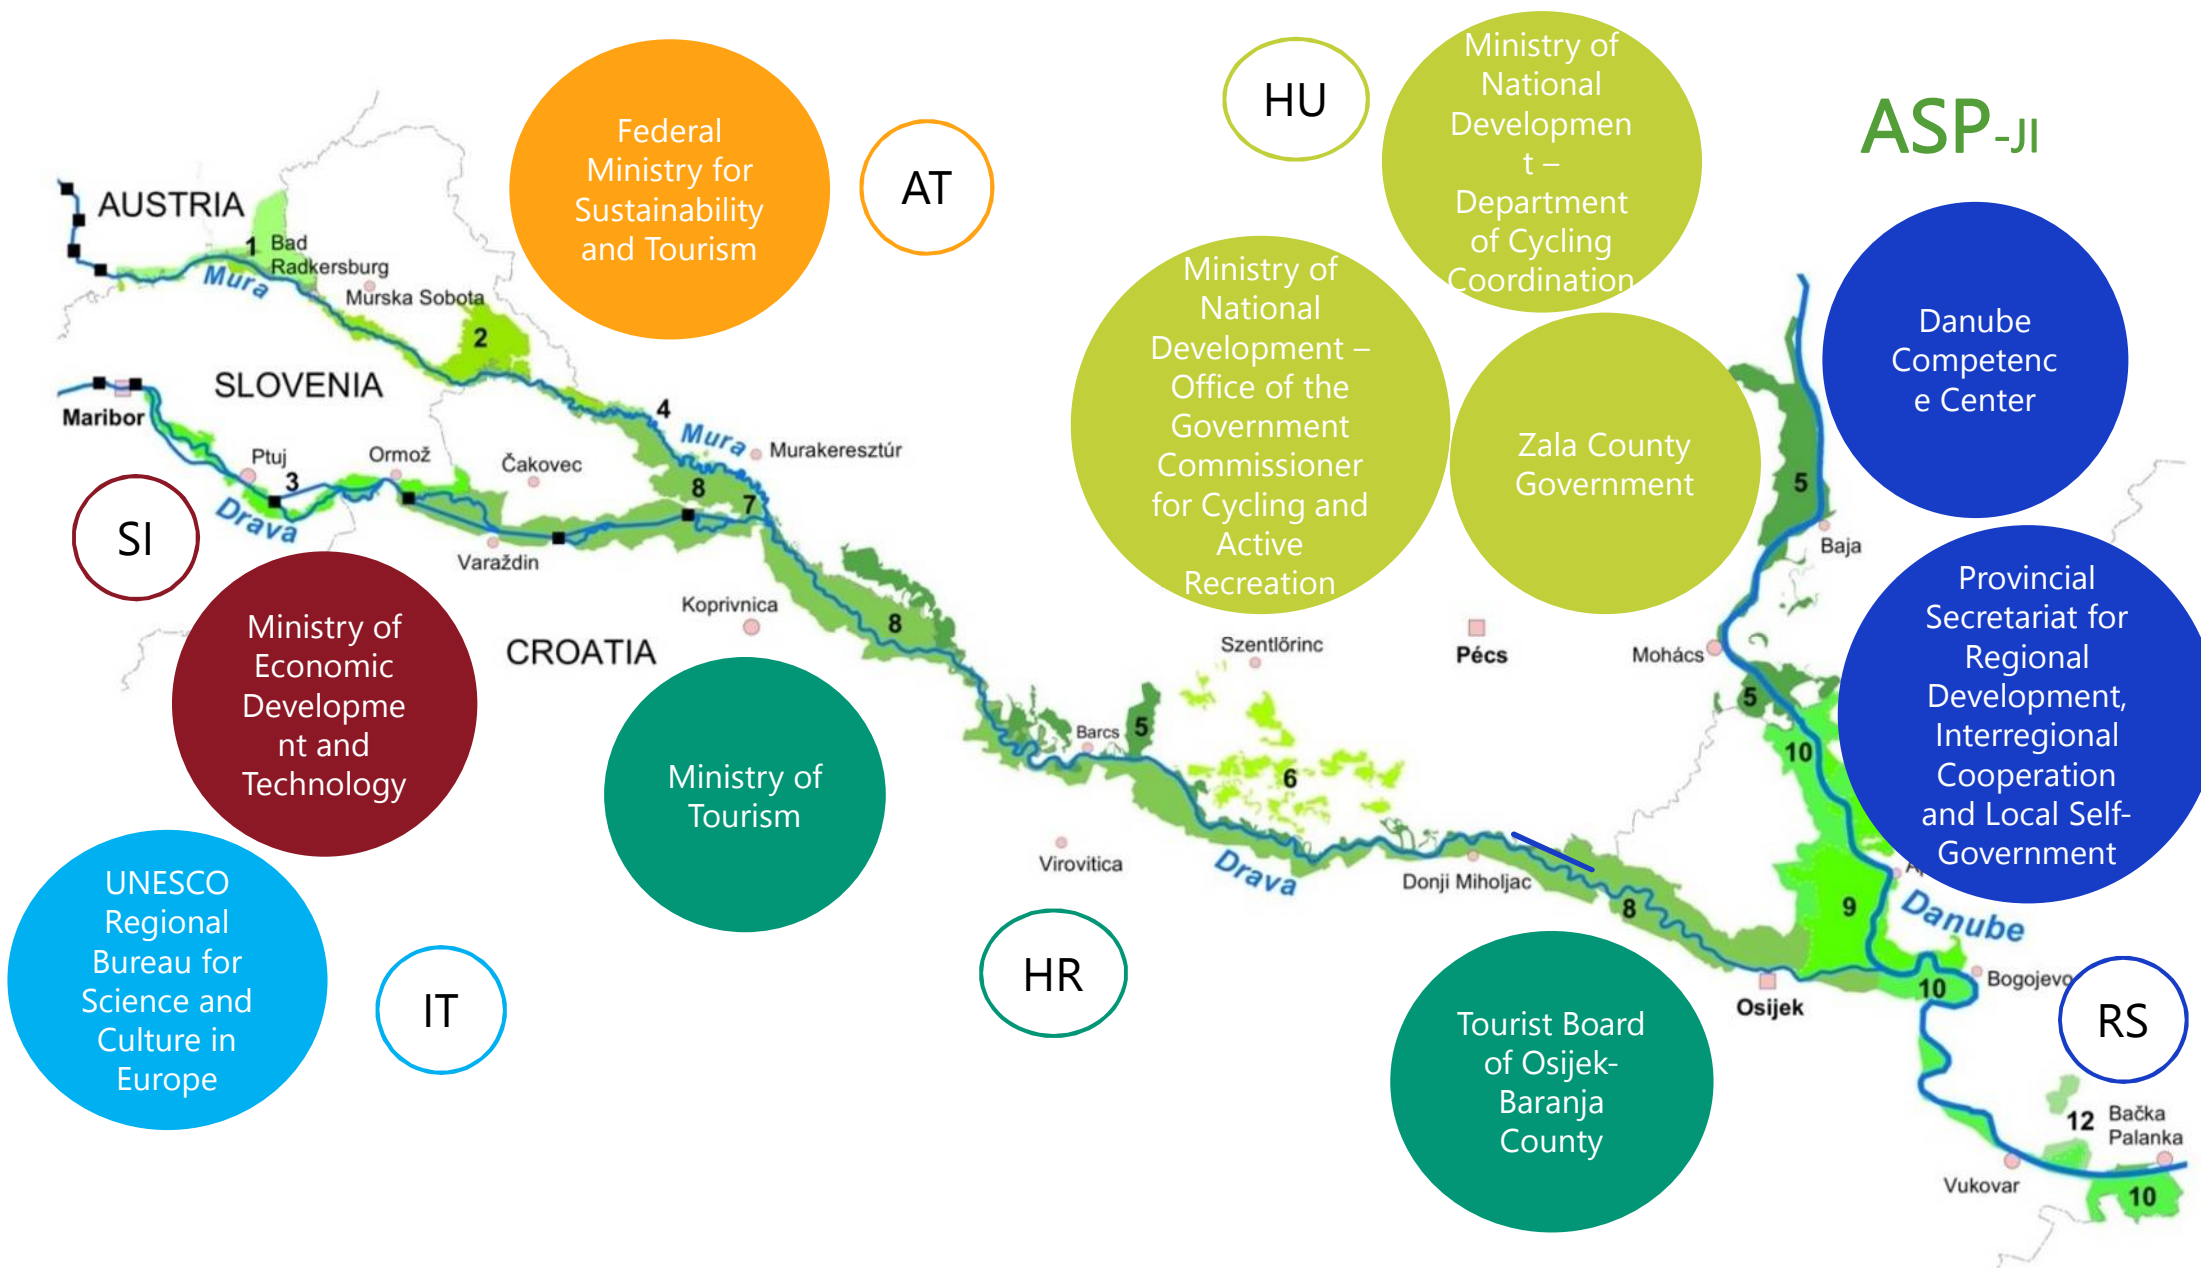 Federal
Ministry for
Sustainability
and Tourism
AT
HU
Ministry of
National
Developmen
t –
Department
of Cycling
Coordination
ASP-JI
Ministry of
National
Development –
Office of the
Government
Commissioner
for Cycling and
Active
Recreation
Zala County
Government
Danube
Competenc
e Center
Provincial
Secretariat for
Regional
Development,
Interregional
Cooperation
and Local Self-
Government
RS
SI
Ministry of
Economic
Developme
nt and
Technology
UNESCO
Regional
Bureau for
Science and
Culture in
Europe
IT
Ministry of
Tourism
HR
Tourist Board
of Osijek-
Baranja
County
AUSTRIA
1
Bad
Radkersburg
Mura
Murska Sobota
2
SLOVENIA
Maribor
Ptuj
3
Ormož
Drava
Čakovec
4
Mura
Murakeresztúr
8
7
Varaždin
Koprivnica
8
CROATIA
Szentlőrinc
Pécs
Barcs
5
6
Virovitica
Drava
Donji Miholjac
8
5
Baja
Mohács
5
10
9
Danube
Osijek
10
Bogojevo
12
Bačka
Palanka
Vukovar
10